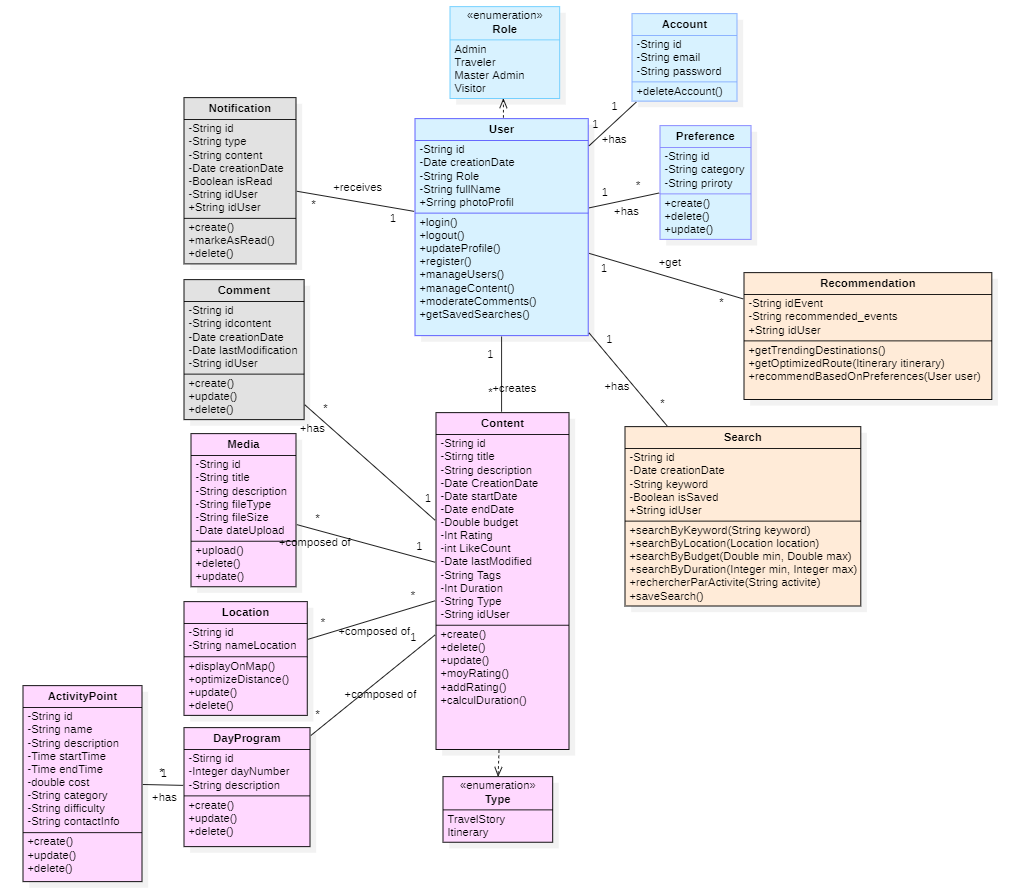 «enumeration»
Role
Admin
Traveler
Master Admin
Visitor
Account
-String id
-String email
-String password
+deleteAccount()
1
1
+has
Notification
-String id
-String type
-String content
-Date creationDate
-Boolean isRead
-String idUser
+String idUser
+create()
+markeAsRead()
+delete()
+receives
*
1
User
-String id
-Date creationDate
-String Role
-String fullName
+Srring photoProfil
+login()
+logout()
+updateProfile()
+register()
+manageUsers()
+manageContent()
+moderateComments()
+getSavedSearches()
Preference
-String id
-String category
-String priroty
+create()
+delete()
+update()
1
*
+has
+get
1
*
Recommendation
-String idEvent
-String recommended_events
+String idUser
+getTrendingDestinations()
+getOptimizedRoute(Itinerary itinerary)
+recommendBasedOnPreferences(User user)
Comment
-String id
-String idcontent
-Date creationDate
-Date lastModification
-String idUser
+create()
+update()
+delete()
*
+has
1
1
*
+creates
1
+has
*
Search
-String id
-Date creationDate
-String keyword
-Boolean isSaved
+String idUser
+searchByKeyword(String keyword)
+searchByLocation(Location location)
+searchByBudget(Double min, Double max)
+searchByDuration(Integer min, Integer max)
+rechercherParActivite(String activite)
+saveSearch()
Content
-String id
-String title
-String description
-Date CreationDate
-Date startDate
-Date endDate
-Double budget
-Int Rating
-int LikeCount
-Date lastModified
-String Tags
-Int Duration
-String Type
-String idUser
+create()
+delete()
+update()
+moyRating()
+addRating()
+calculDuration()
Media
-String id
-String title
-String description
-String fileType
-String fileSize
-Date dateUpload
+upload()
+delete()
+update()
*
+composed of
1
Location
-String id
-String nameLocation
+displayOnMap()
+optimizeDistance()
+update()
+delete()
*
*
+composed of
1
+composed of
*
ActivityPoint
-String id
-String name
-String description
-Time startTime
-Time endTime
-double cost
-String category
-String difficulty
-String contactInfo
+create()
+update()
+delete()
*
1
+has
DayProgram
-Strirng id
-Integer dayNumber
-String description
+create()
+update()
+delete()
«enumeration»
Type
TravelStory
Itinerary